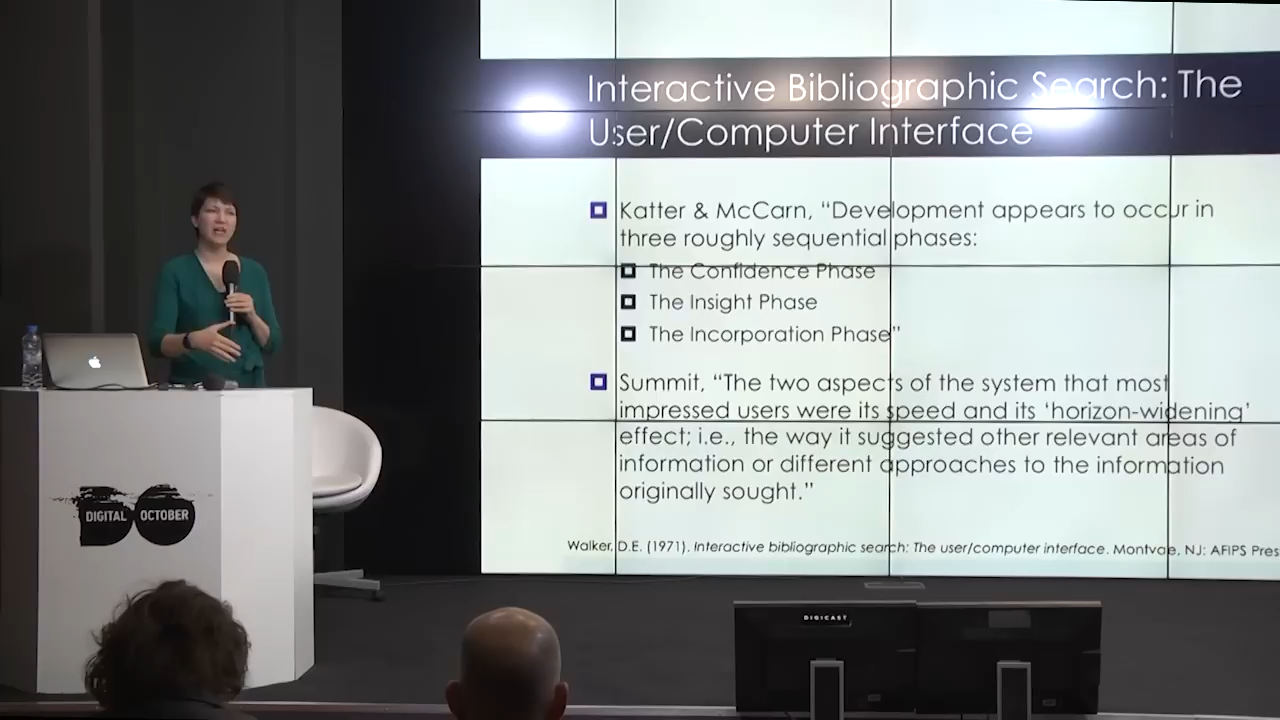 Interactive Bibliographic Search: The
User/Computer Interface
Katter & McCarn, “Development appears to occur in
three roughly sequential phases:
The Confidence Phase
The Insight Phase
The Incorporation Phase”
Summit, “The two aspects of the system that most
impressed users were its speed and its ‘horizon-widening’
effect; i.e., the way it suggested other relevant areas of
information or different approaches to the information
originally sought.”
Walker, D.E. (1971). Interactive bibliographic search: The user/computer interface. Montvae, NJ: AFIPS Pres
DIGITAL OCTOBER
DIGICAST